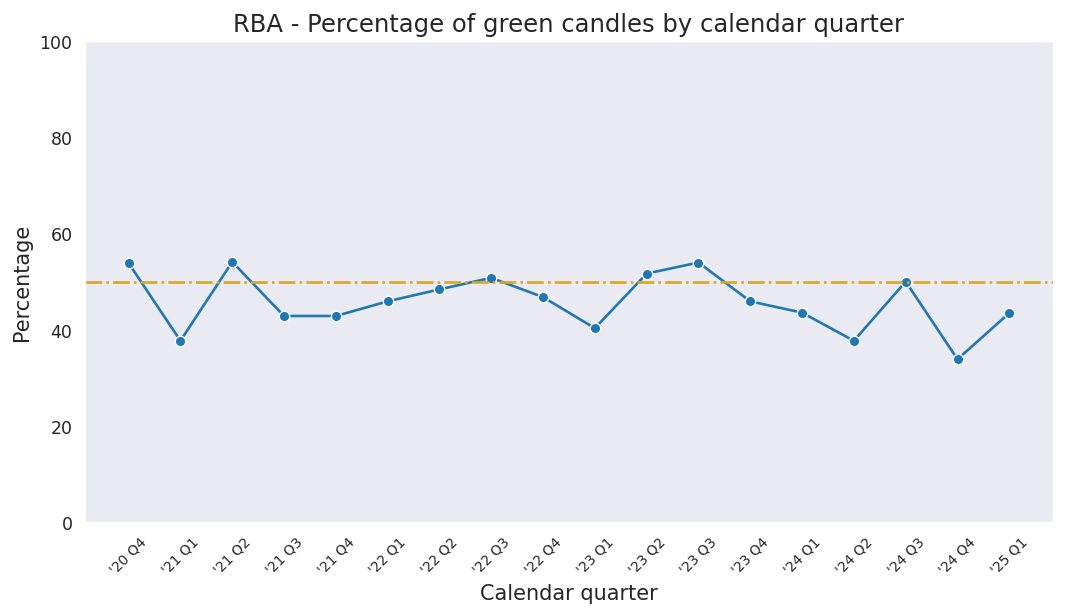 RBA - Percentage of green candles by calendar quarter
100
80
60
40
20
0
Percentage
'20 Q4
'21 Q1
'21 Q2
'21 Q3
'21 Q4
'22 Q1
'22 Q2
'22 Q3
'22 Q4
'23 Q1
'23 Q2
'23 Q3
'23 Q4
'24 Q1
'24 Q2
'24 Q3
'24 Q4
'25 Q1
Calendar quarter